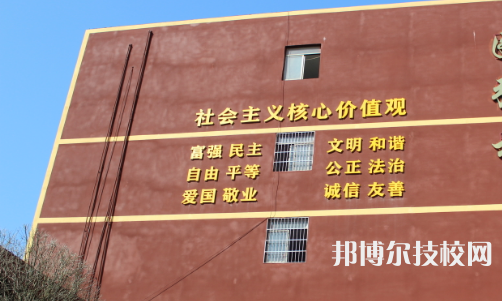 社会主义核心价值观
富强 民主 文明 和谐
自由 平等 公正 法治
爱国 敬业 诚信 友善
邦博尔技校网